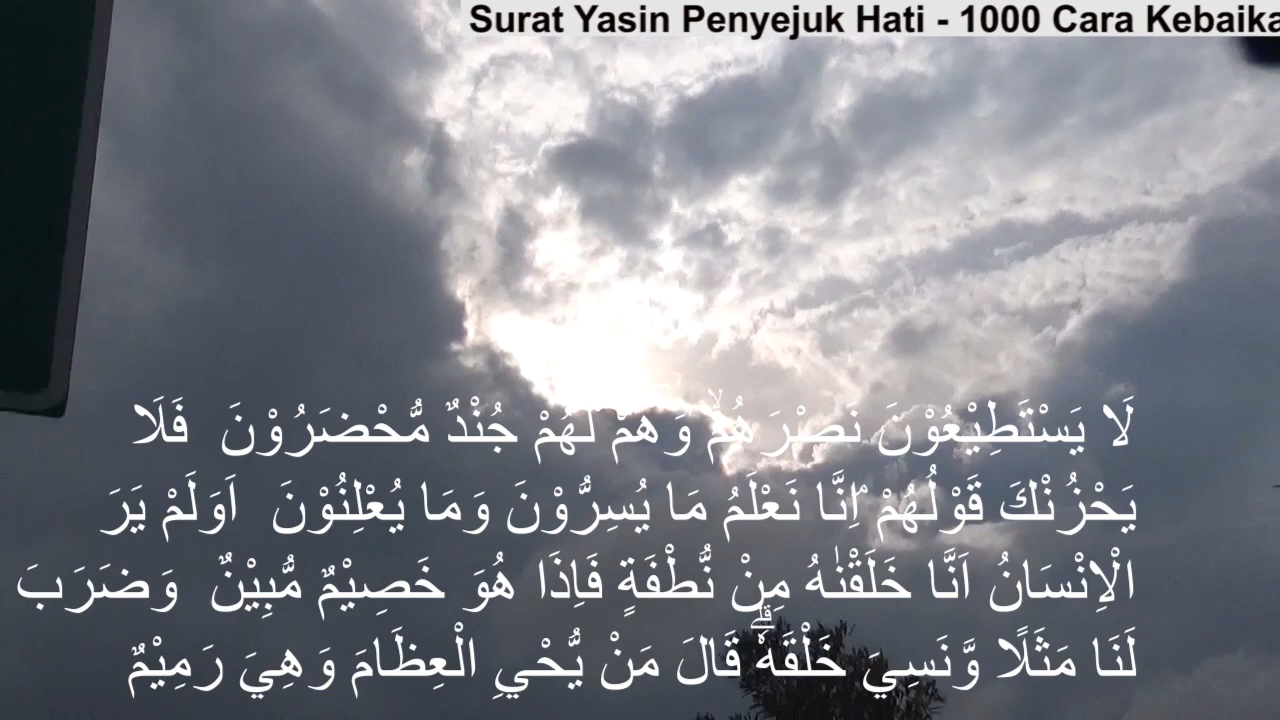 Surat Yasin Penyejuk Hati - 1000 Cara Kebaika
لَا يَسْتَطِيْعُوْنَ نَصْرَهُمْۙ وَهُمْ لَهُمْ جُنْدٌ مُّحْضَرُوْنَ فَلَا
يَحْزُنْكَ قَوْلُهُمْ ۘاِنَّا نَعْلَمُ مَا يُسِرُّوْنَ وَمَا يُعْلِنُوْنَ اَوَلَمْ يَرَ
الْاِنْسَانُ اَنَّا خَلَقْنٰهُ مِنْ نُّطْفَةٍ فَاِذَا هُوَ خَصِيْمٌ مُّبِيْنٌ وَضَرَبَ
لَنَا مَثَلًا وَّنَسِيَ خَلْقَهٗۗ قَالَ مَنْ يُّحْيِ الْعِظَامَ وَهِيَ رَمِيْمٌ